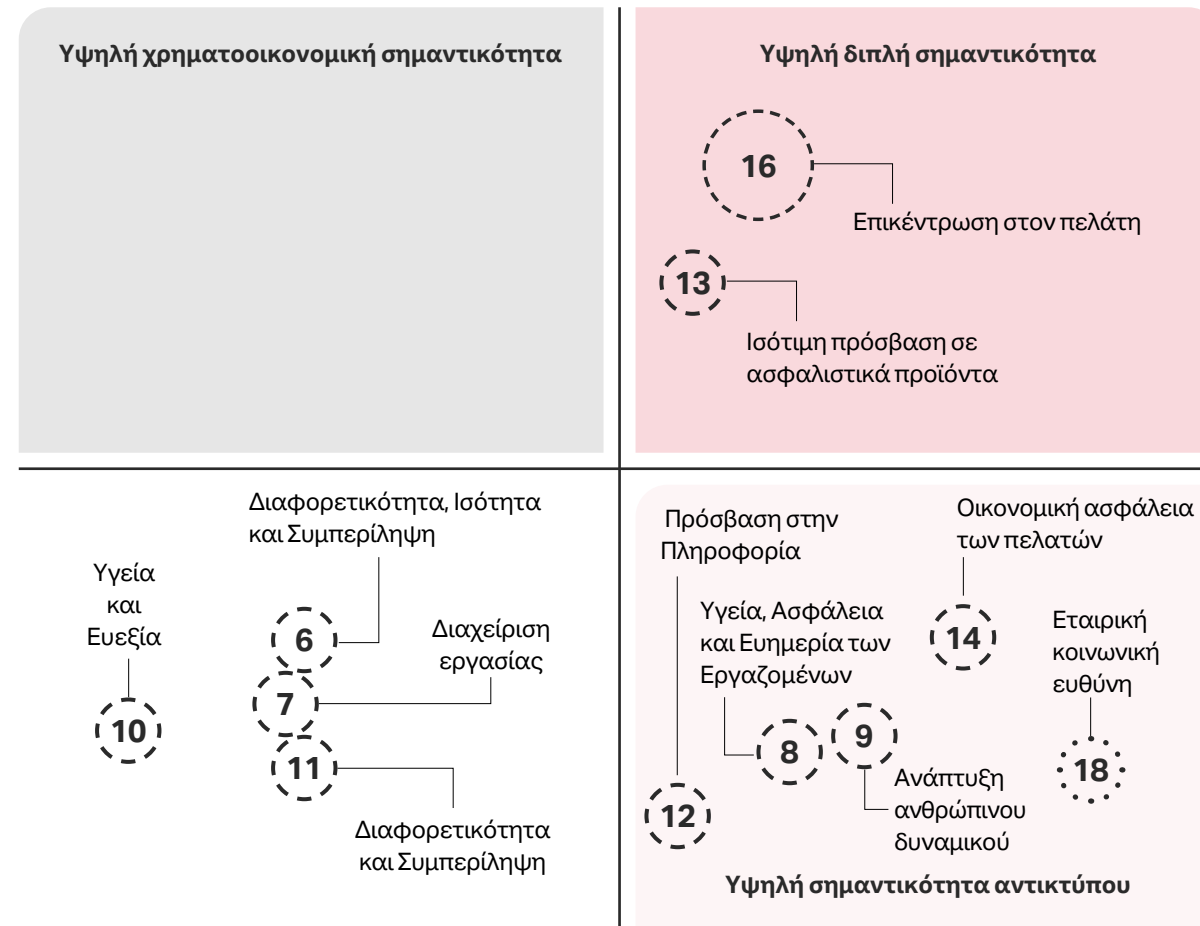 Υψηλή χρηματοοικονομική σημαντικότητα
Υψηλή διπλή σημαντικότητα
16
Επικέντρωση στον πελάτη
13
Ισότιμη πρόσβαση σε
ασφαλιστικά προϊόντα
Διαφορετικότητα, Ισότητα
και Συμπερίληψη
Υγεία
και
Ευεξία
6
Διαχείριση
εργασίας
7
10
11
Διαφορετικότητα
και Συμπερίληψη
Πρόσβαση στην
Πληροφορία
Οικονομική ασφάλεια
των πελατών
Υγεία, Ασφάλεια
και Ευημερία των
Εργαζομένων
14
Εταιρική
κοινωνική
ευθύνη
8
9
18
12
Ανάπτυξη
ανθρώπινου
δυναμικού
Υψηλή σημαντικότητα αντικτύπου